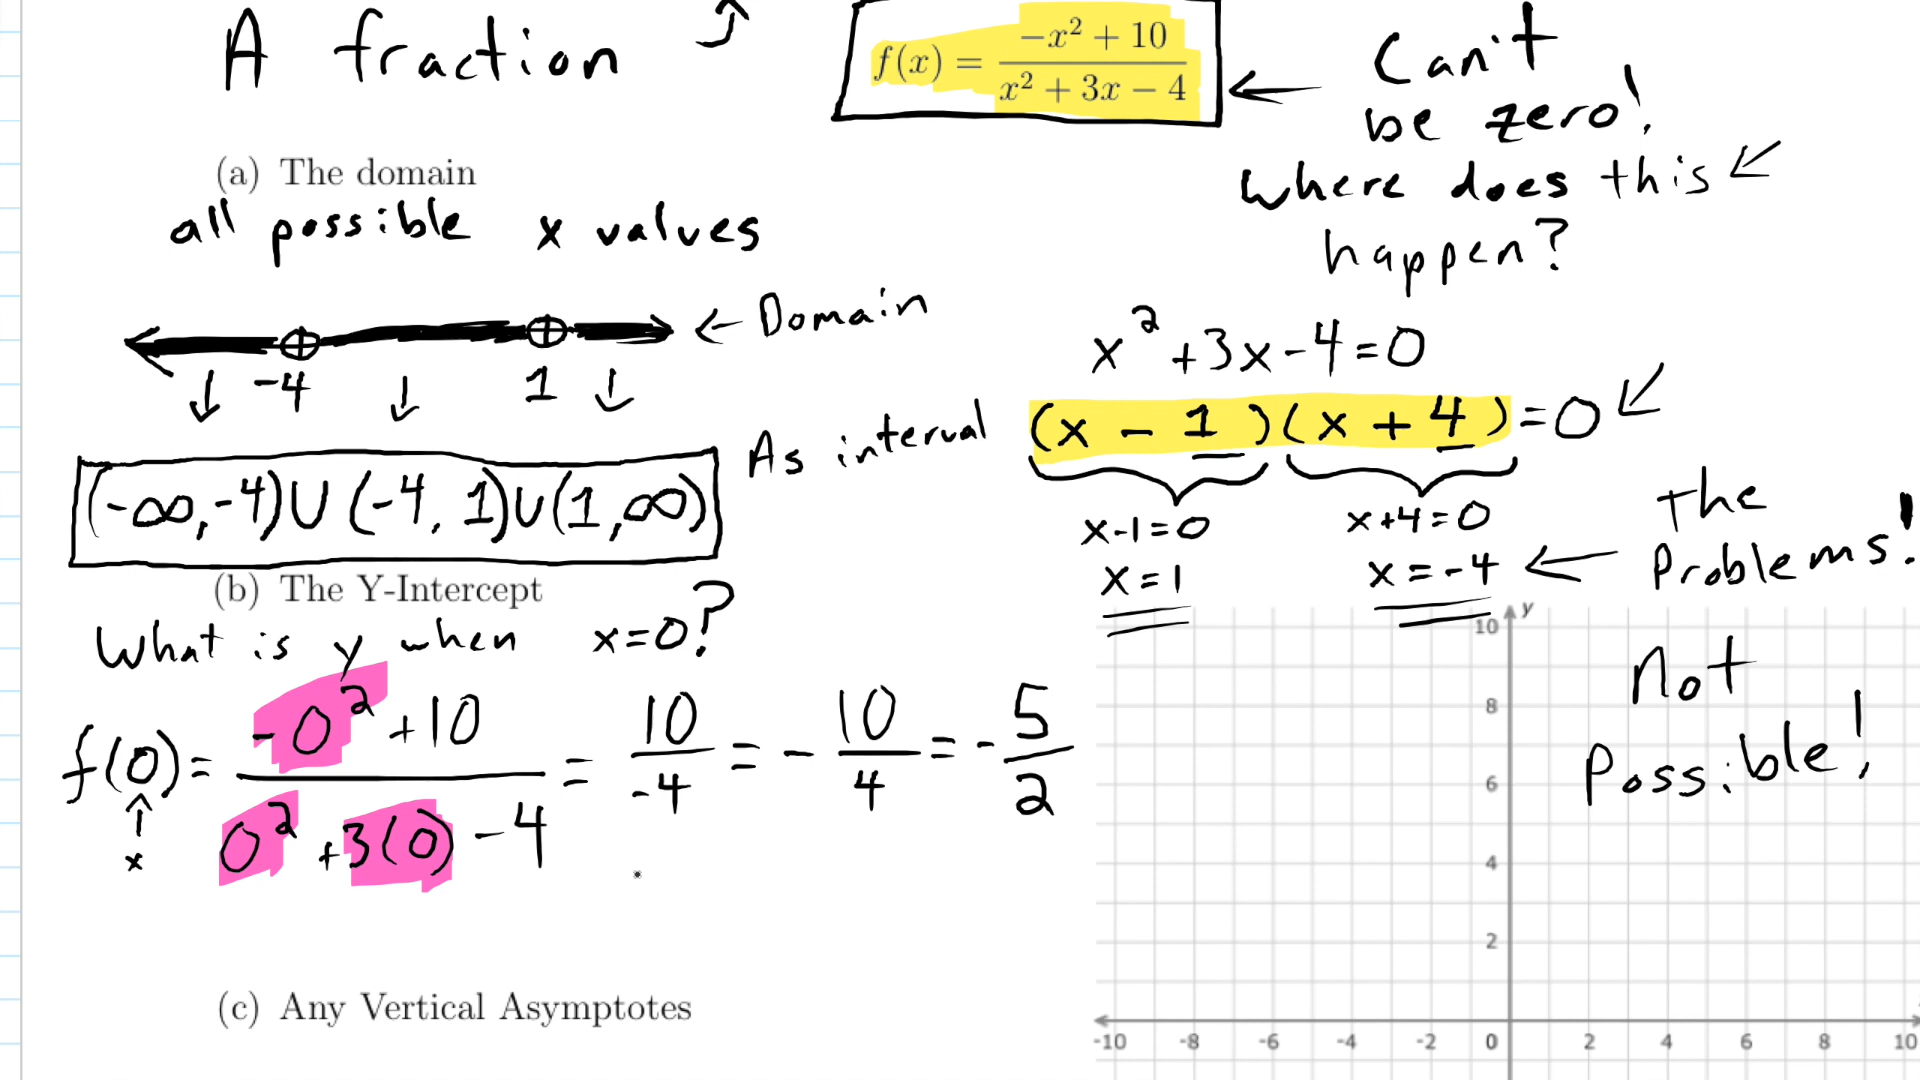 A fraction
f(x) = (-x² + 10)/(x² + 3x - 4)
Can't
be zero!
where does this
happen?
(a) The domain
all possible x values
← Domain
-4 1
x² + 3x - 4 = 0
(x - 1)(x + 4) = 0
As interval
(-∞, -4) ∪ (-4, 1) ∪ (1, ∞)
x-1=0 x+4=0
x=1 x=-4
The
Problems!
Not
Possible!
(b) The Y-Intercept
What is y when x=0?
f(0) = (-0² + 10)/(0² + 3(0) - 4) = 10/-4 = - 10/4 = - 5/2
x
(c) Any Vertical Asymptotes
y
10
8
6
4
2
-10 -8 -6 -4 -2 0 2 4 6 8 10